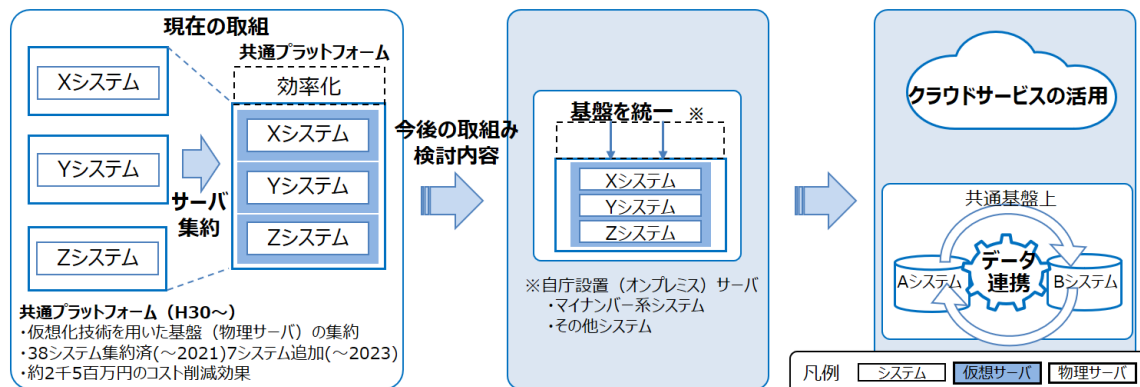 現在の取組
Xシステム
Yシステム
Zシステム
サーバ
集約
共通プラットフォーム
効率化
Xシステム
Yシステム
Zシステム
共通プラットフォーム（H30～）
・仮想化技術を用いた基盤（物理サーバ）の集約
・38システム集約済(～2021)7システム追加(～2023)
・約2千5百万円のコスト削減効果
今後の取組み
検討内容
基盤を統一 ※
Xシステム
Yシステム
Zシステム
※自庁設置（オンプレミス）サーバ
・マイナンバー系システム
・その他システム
クラウドサービスの活用
共通基盤上
Aシステム
データ
連携
Bシステム
凡例 システム 仮想サーバ 物理サーバ